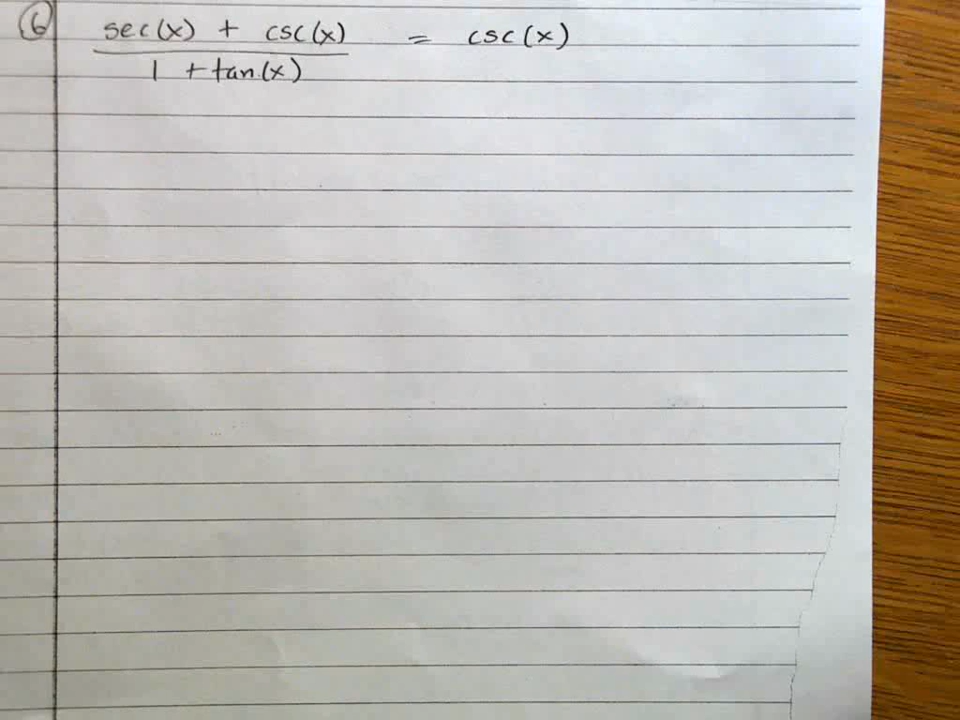 ⑥ sec(x) + csc(x) = csc(x)
1 + tan(x)